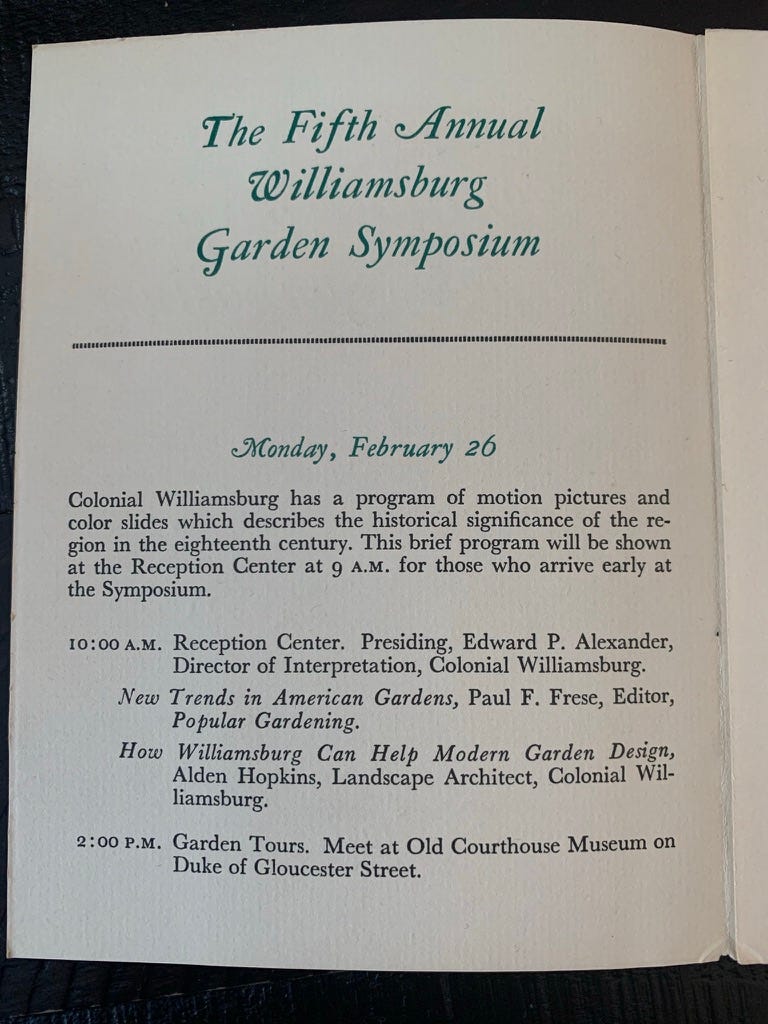 The Fifth Annual
Williamsburg
Garden Symposium
Monday, February 26
Colonial Williamsburg has a program of motion pictures and
color slides which describes the historical significance of the re-
gion in the eighteenth century. This brief program will be shown
at the Reception Center at 9 A.M. for those who arrive early at
the Symposium.
10:00 A.M. Reception Center. Presiding, Edward P. Alexander,
Director of Interpretation, Colonial Williamsburg.
New Trends in American Gardens, Paul F. Frese, Editor,
Popular Gardening.
How Williamsburg Can Help Modern Garden Design,
Alden Hopkins, Landscape Architect, Colonial Wil-
liamsburg.
2:00 P.M. Garden Tours. Meet at Old Courthouse Museum on
Duke of Gloucester Street.